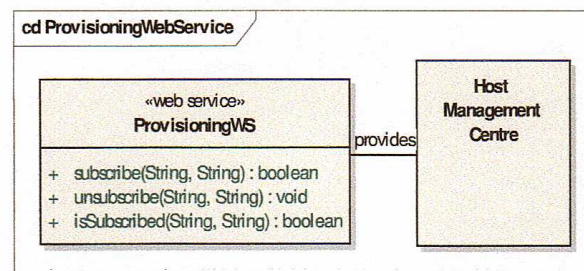 cd ProvisioningWebService
«web service»
ProvisioningWS
+ subscribe(String, String) : boolean
+ unsubscribe(String, String) : void
+ isSubscribed(String, String) : boolean
provides
Host
Management
Centre